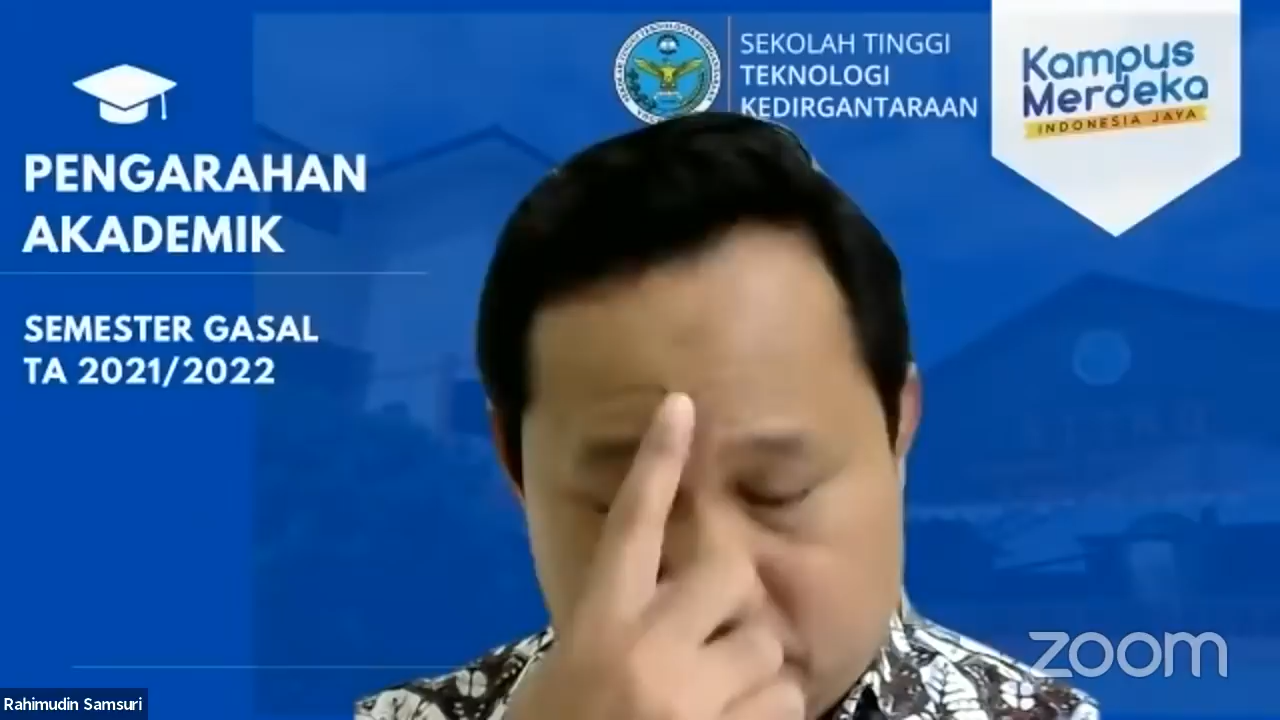 PENGARAHAN
AKADEMIK
SEMESTER GASAL
TA 2021/2022
SEKOLAH TINGGI
TEKNOLOGI
KEDIRGANTARAAN
Kampus
Merdeka
INDONESIA JAYA
zoom
Rahimudin Samsuri